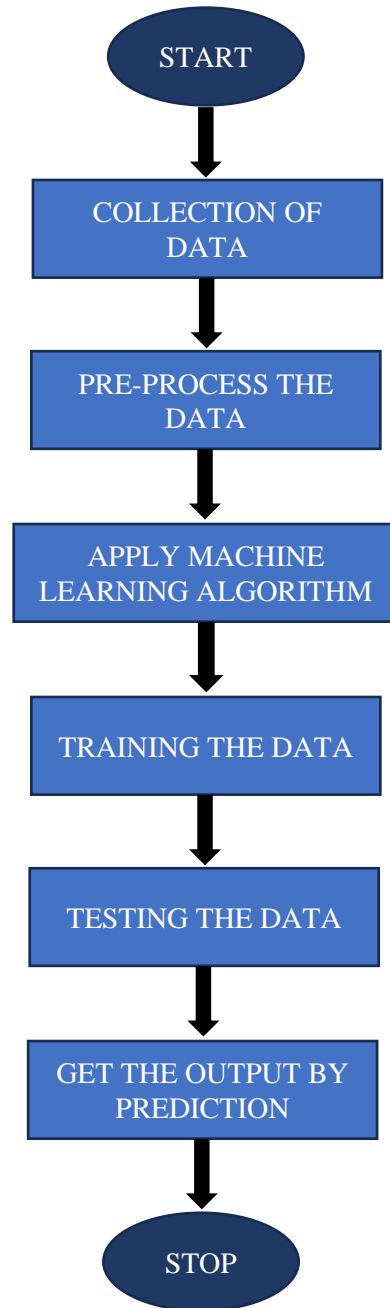 START
COLLECTION OF
DATA
PRE-PROCESS THE
DATA
APPLY MACHINE
LEARNING ALGORITHM
TRAINING THE DATA
TESTING THE DATA
GET THE OUTPUT BY
PREDICTION
STOP